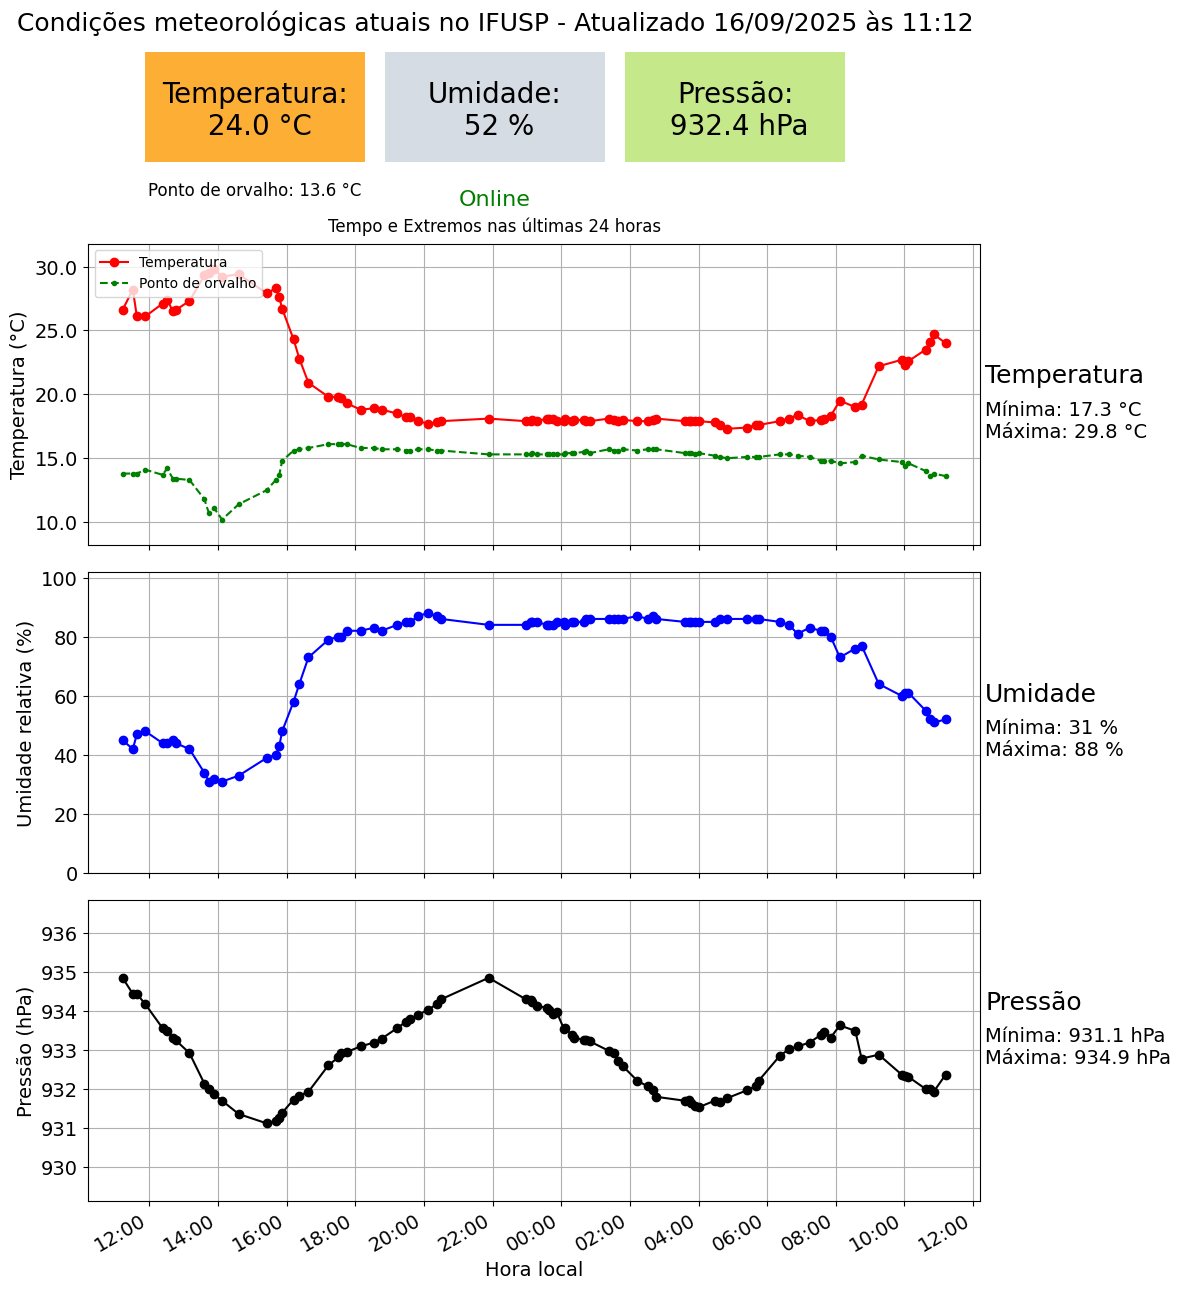 Condições meteorológicas atuais no IFUSP - Atualizado 16/09/2025 às 11:12
Temperatura:
24.0 °C
Umidade:
52 %
Pressão:
932.4 hPa
Ponto de orvalho: 13.6 °C
Online
Tempo e Extremos nas últimas 24 horas
Temperatura
Ponto de orvalho
30.0
25.0
20.0
15.0
10.0
Temperatura (°C)
Temperatura
Mínima: 17.3 °C
Máxima: 29.8 °C
100
80
60
40
20
0
Umidade relativa (%)
Umidade
Mínima: 31 %
Máxima: 88 %
936
935
934
933
932
931
930
Pressão (hPa)
Pressão
Mínima: 931.1 hPa
Máxima: 934.9 hPa
12:00
14:00
16:00
18:00
20:00
22:00
00:00
02:00
04:00
06:00
08:00
10:00
12:00
Hora local